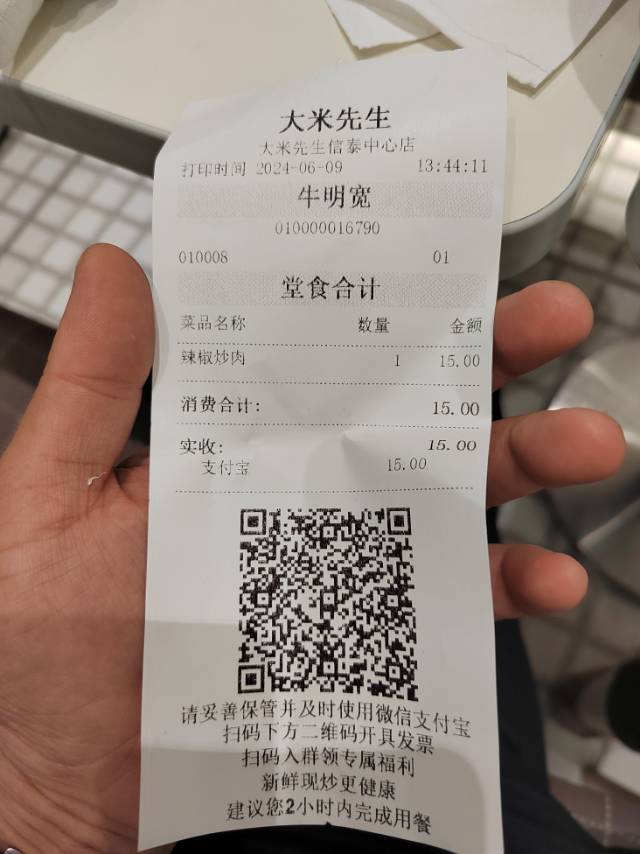 大米先生
大米先生信泰中心店
打印时间 2024-06-09 13:44:11
牛明宽
010000016790
010008 01
堂食合计
菜品名称 数量 金额
辣椒炒肉 1 15.00
消费合计: 15.00
实收: 15.00
支付宝 15.00
请妥善保管并及时使用微信支付宝
扫码下方二维码开具发票
扫码入群领专属福利
新鲜现炒更健康
建议您2小时内完成用餐